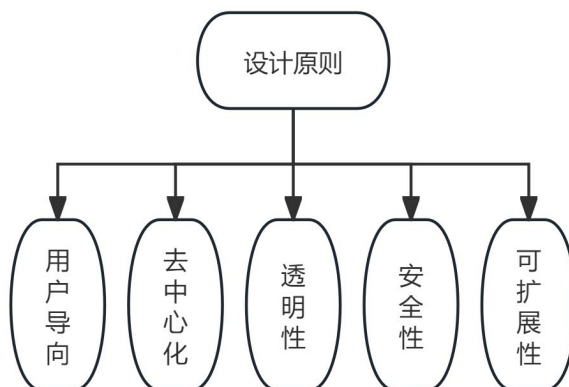 设计原则
用户导向
去中心化
透明性
安全性
可扩展性